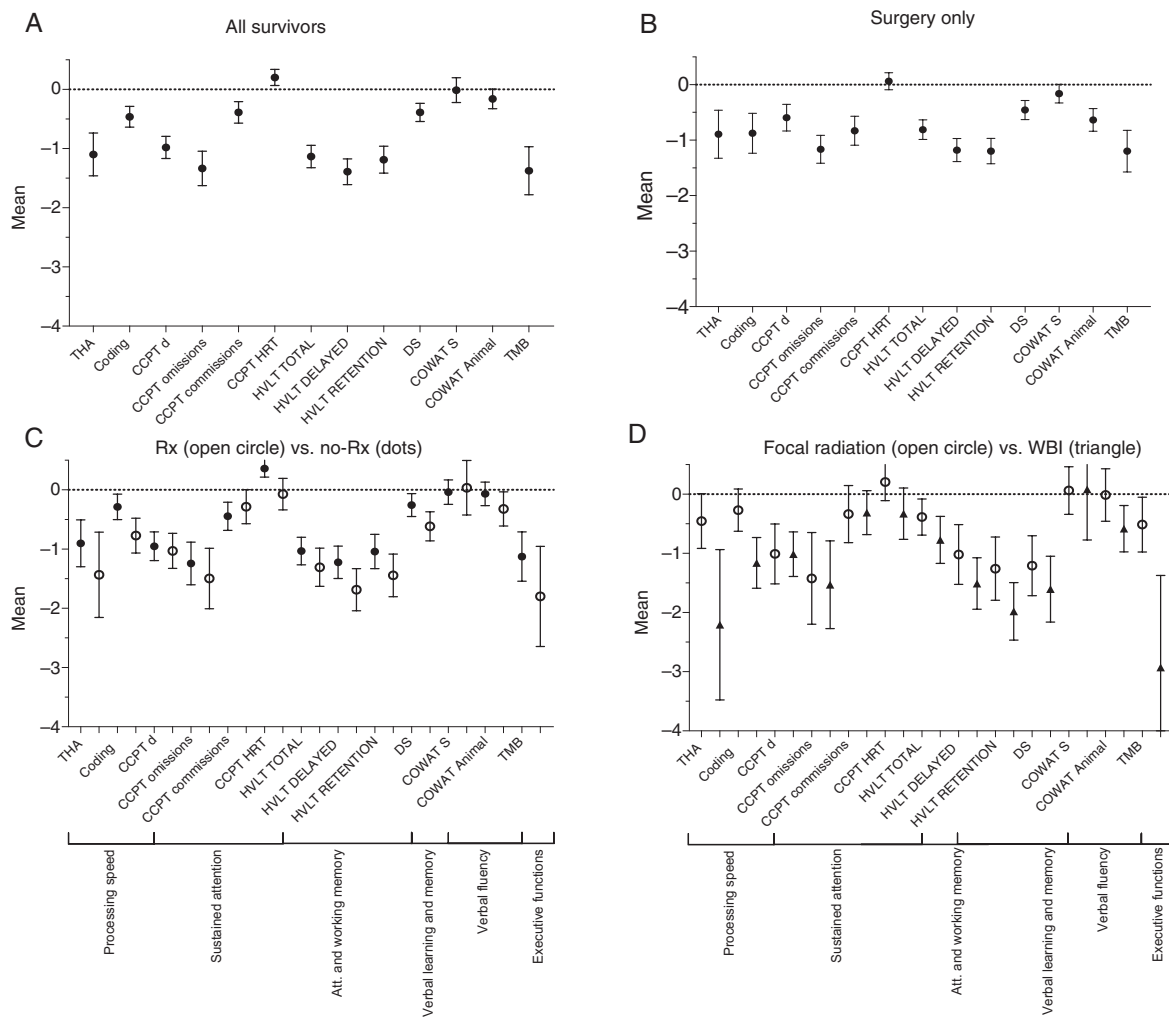 A
All survivors
0
–1
–2
–3
–4
Mean
THA
Coding
CCPT d
CCPT omissions
CCPT commissions
CCPT HRT
HVLT TOTAL
HVLT DELAYED
HVLT RETENTION
DS
COWAT S
COWAT Animal
TMB
B
Surgery only
0
–1
–2
–3
–4
Mean
THA
Coding
CCPT d
CCPT omissions
CCPT commissions
CCPT HRT
HVLT TOTAL
HVLT DELAYED
HVLT RETENTION
DS
COWAT S
COWAT Animal
TMB
C
Rx (open circle) vs. no-Rx (dots)
0
–1
–2
–3
–4
Mean
THA
Coding
CCPT d
CCPT omissions
CCPT commissions
CCPT HRT
HVLT TOTAL
HVLT DELAYED
HVLT RETENTION
DS
COWAT S
COWAT Animal
TMB
Processing speed
Sustained attention
Att. and working memory
Verbal learning and memory
Verbal fluency
Executive functions
D
Focal radiation (open circle) vs. WBI (triangle)
0
–1
–2
–3
–4
Mean
THA
Coding
CCPT d
CCPT omissions
CCPT commissions
CCPT HRT
HVLT TOTAL
HVLT DELAYED
HVLT RETENTION
DS
COWAT S
COWAT Animal
TMB
Processing speed
Sustained attention
Att. and working memory
Verbal learning and memory
Verbal fluency
Executive functions